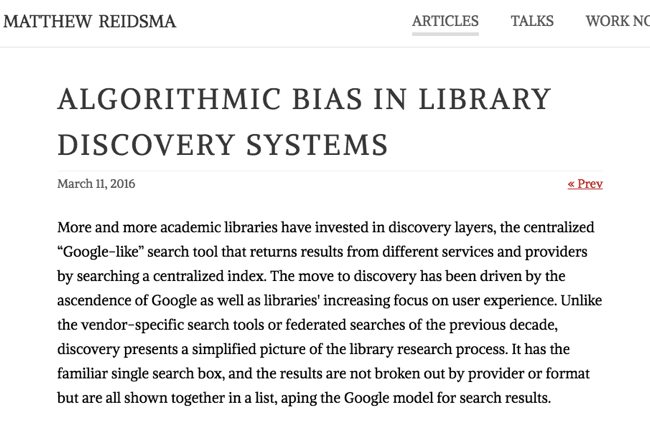 MATTHEW REIDSMA
ARTICLES TALKS WORK NO
ALGORITHMIC BIAS IN LIBRARY
DISCOVERY SYSTEMS
March 11, 2016
« Prev
More and more academic libraries have invested in discovery layers, the centralized
“Google-like” search tool that returns results from different services and providers
by searching a centralized index. The move to discovery has been driven by the
ascendence of Google as well as libraries' increasing focus on user experience. Unlike
the vendor-specific search tools or federated searches of the previous decade,
discovery presents a simplified picture of the library research process. It has the
familiar single search box, and the results are not broken out by provider or format
but are all shown together in a list, aping the Google model for search results.